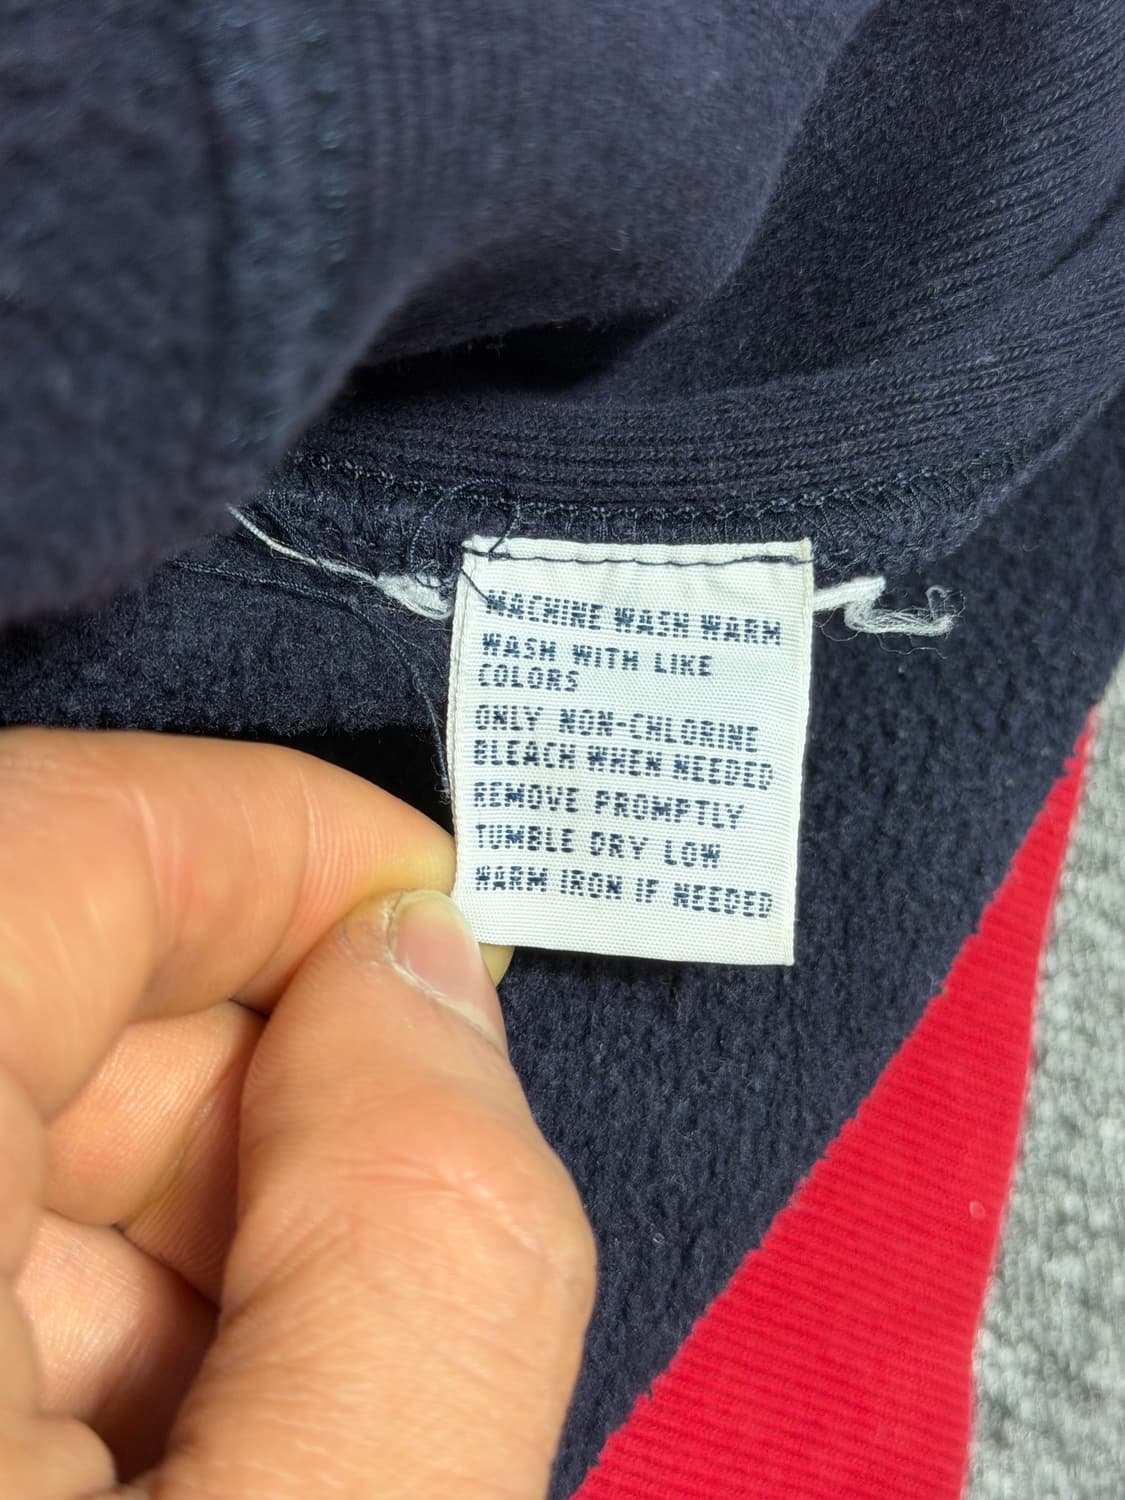 MACHINE WASH WARM
WASH WITH LIKE
COLORS
ONLY NON-CHLORINE
BLEACH WHEN NEEDED
REMOVE PROMPTLY
TUMBLE DRY LOW
WARM IRON IF NEEDED